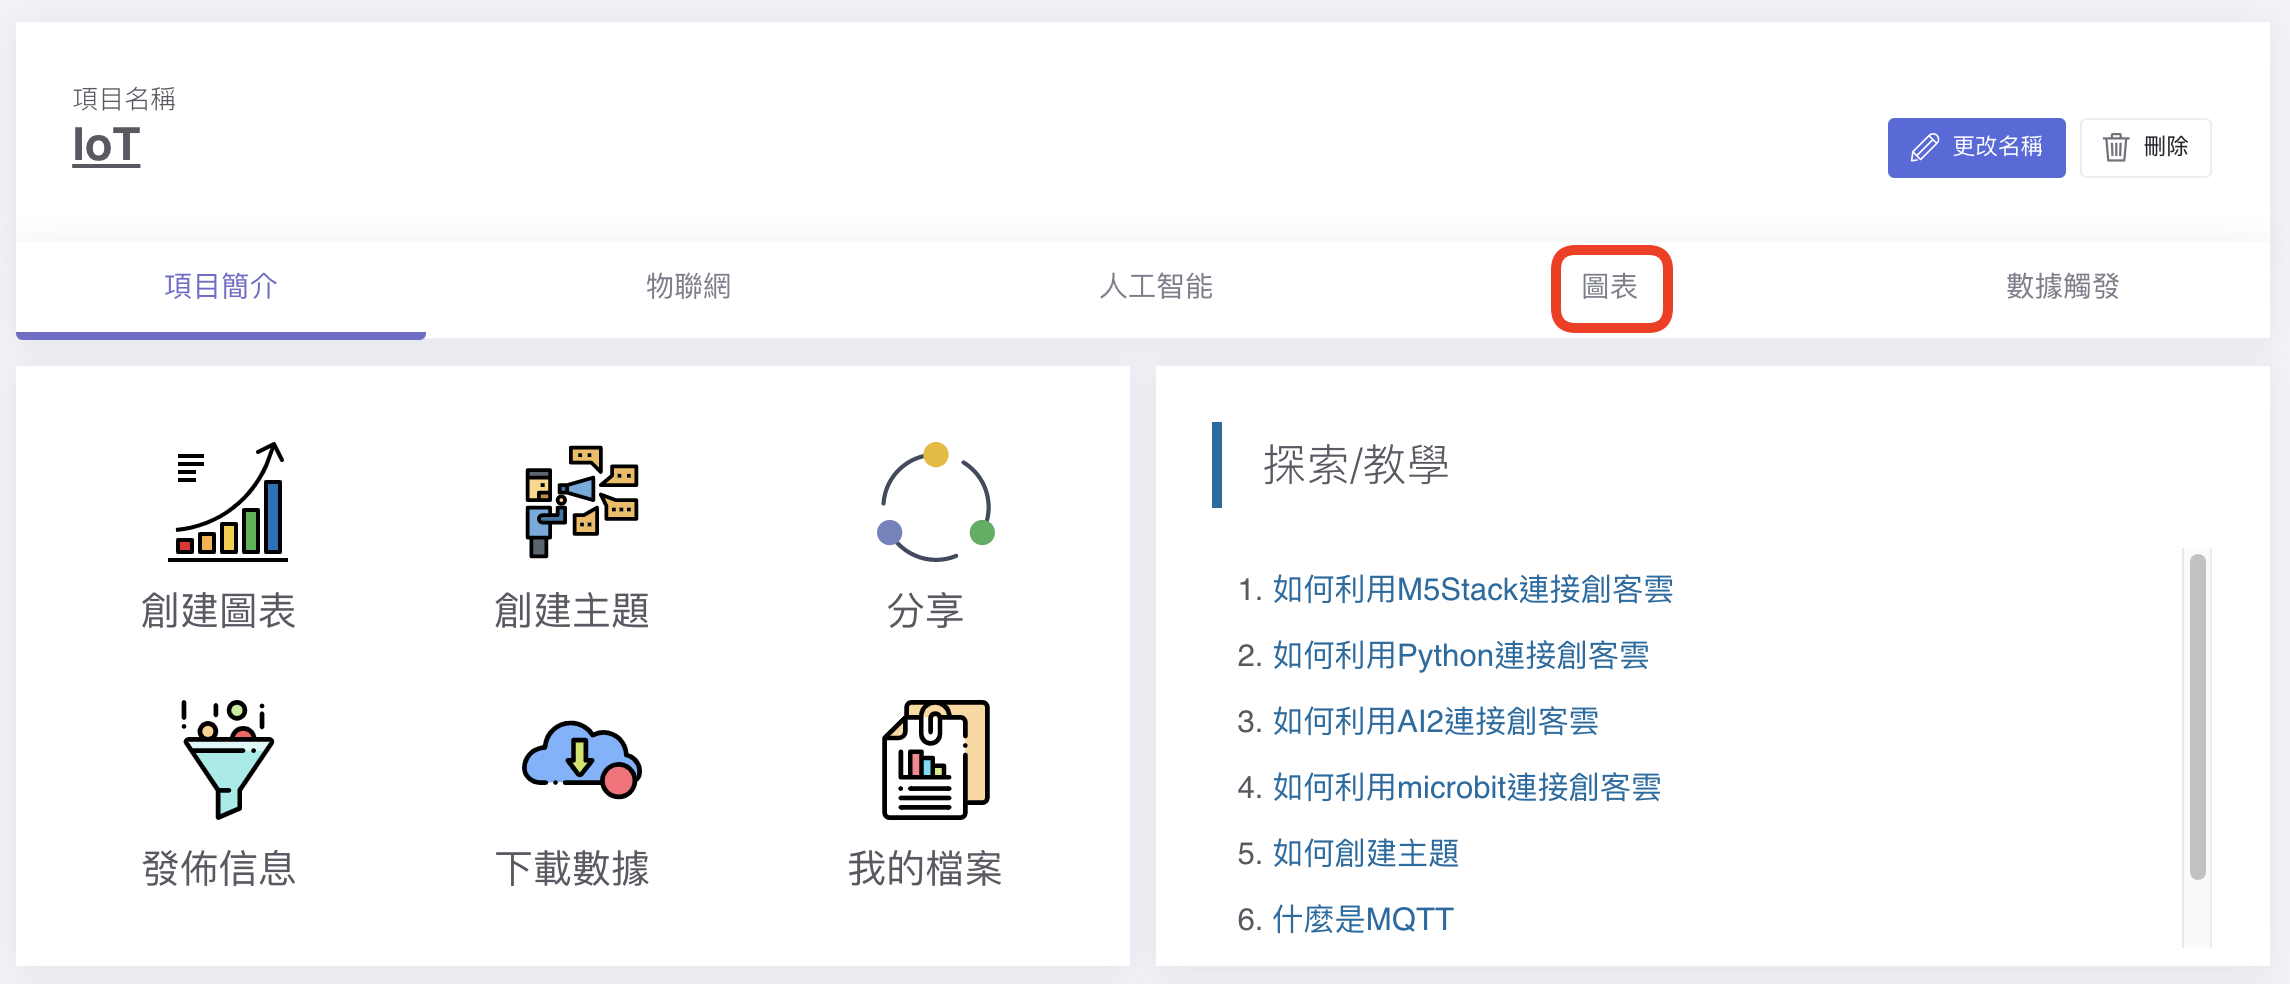 項目名稱
IoT
更改名稱
刪除
項目簡介
物聯網
人工智能
圖表
數據觸發
創建圖表
創建主題
分享
發佈信息
下載數據
我的檔案
探索/教學
1. 如何利用M5Stack連接創客雲
2. 如何利用Python連接創客雲
3. 如何利用AI2連接創客雲
4. 如何利用microbit連接創客雲
5. 如何創建主題
6. 什麼是MQTT